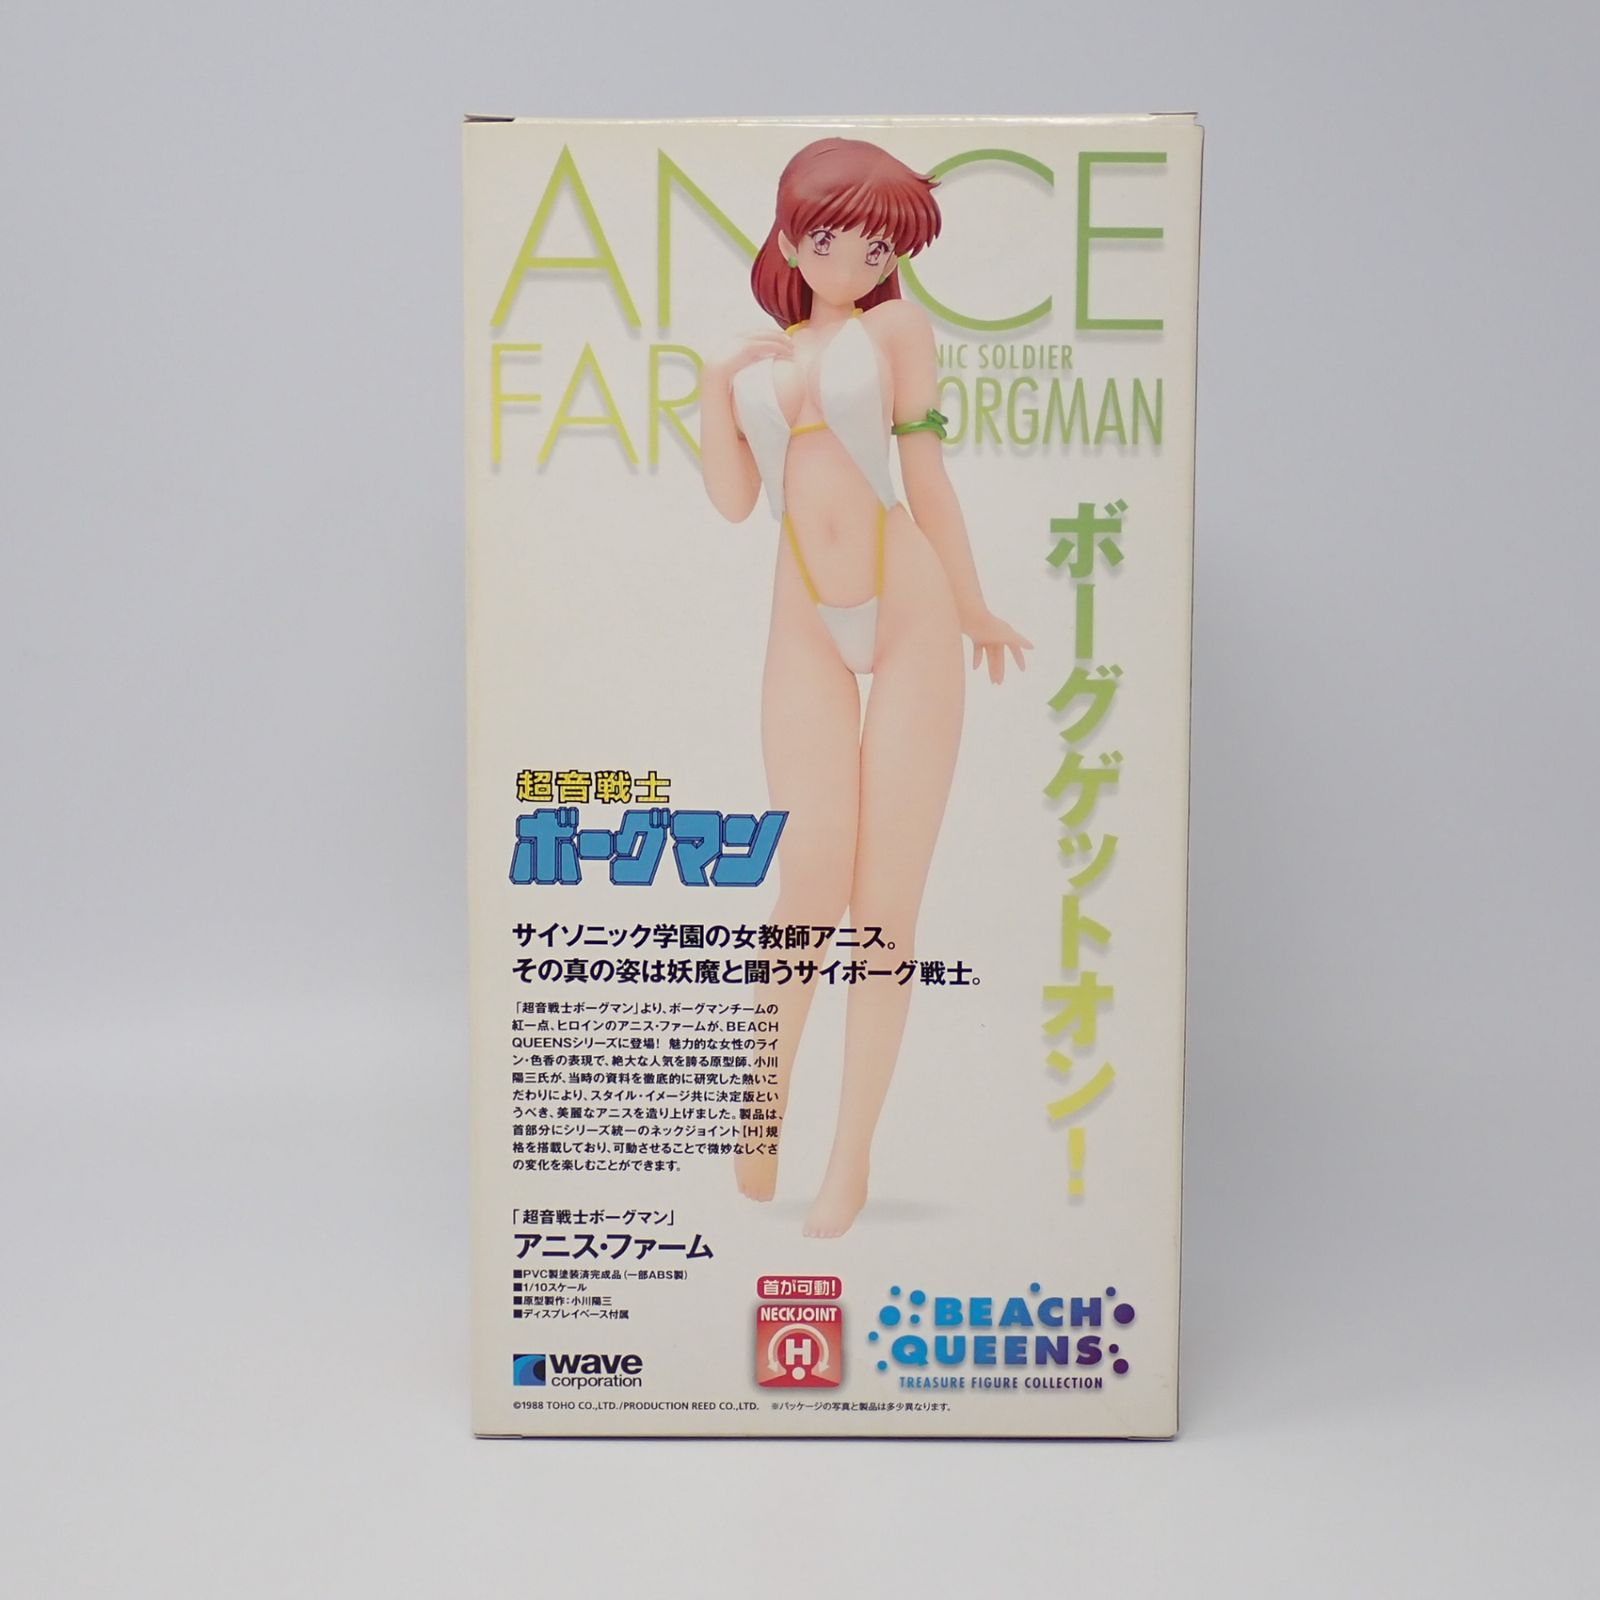 AN CE
FAR
NIC SOLDIER
ORGMAN
ボーグゲットオン!
超音戦士
ボーグマン
サイソニック学園の女教師アニス。
その真の姿は妖魔と闘うサイボーグ戦士。
「超音戦士ボーグマン」より、ボーグマンチームの
紅一点、ヒロインのアニス・ファームが、BEACH
QUEENSシリーズに登場! 魅力的な女性のライ
ン・色香の表現で、絶大な人気を誇る原型師、小川
陽三氏が、当時の資料を徹底的に研究した熱いこ
だわりにより、スタイル・イメージ共に決定版とい
うべき、美麗なアニスを造り上げました。製品は、
首部分にシリーズ統一のネックジョイント【H】規
格を搭載しており、可動させることで微妙なしぐさ
の変化を楽しむことができます。
「超音戦士ボーグマン」
アニス・ファーム
■PVC製塗装済完成品(一部ABS製)
■1/10スケール
■原型製作:小川陽三
■ディスプレイベース付属
首が可動!
NECKJOINT
H
BEACH
QUEENS
TREASURE FIGURE COLLECTION
wave
corporation
©1988 TOHO CO.,LTD./PRODUCTION REED CO.,LTD. ※パッケージの写真と製品は多少異なります。